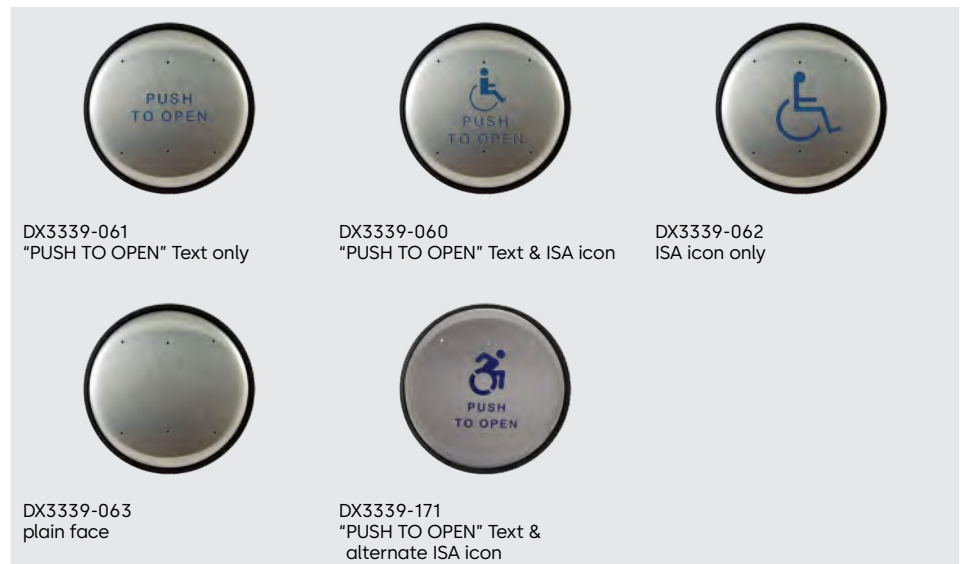 PUSH
TO OPEN
PUSH
TO OPEN
DX3339-061
“PUSH TO OPEN” Text only
DX3339-060
“PUSH TO OPEN” Text & ISA icon
DX3339-062
ISA icon only
PUSH
TO OPEN
DX3339-063
plain face
DX3339-171
“PUSH TO OPEN” Text &
alternate ISA icon